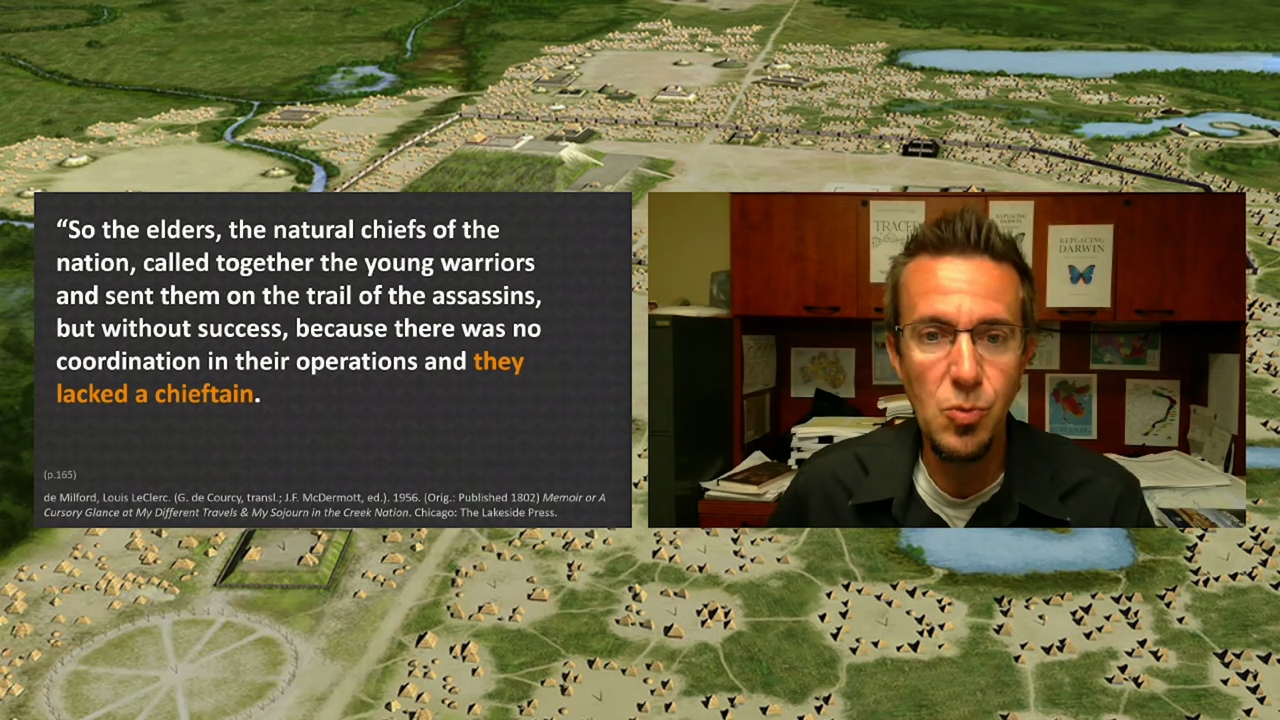 “So the elders, the natural chiefs of the
nation, called together the young warriors
and sent them on the trail of the assassins,
but without success, because there was no
coordination in their operations and they
lacked a chieftain.
(p.165)
de Milford, Louis LeClerc. (G. de Courcy, transl.; J.F. McDermott, ed.). 1956. (Orig.: Published 1802) Memoir or A
Cursory Glance at My Different Travels & My Sojourn in the Creek Nation. Chicago: The Lakeside Press.
TRACED
REPLACING
DARWIN
REPLACING
DARWIN